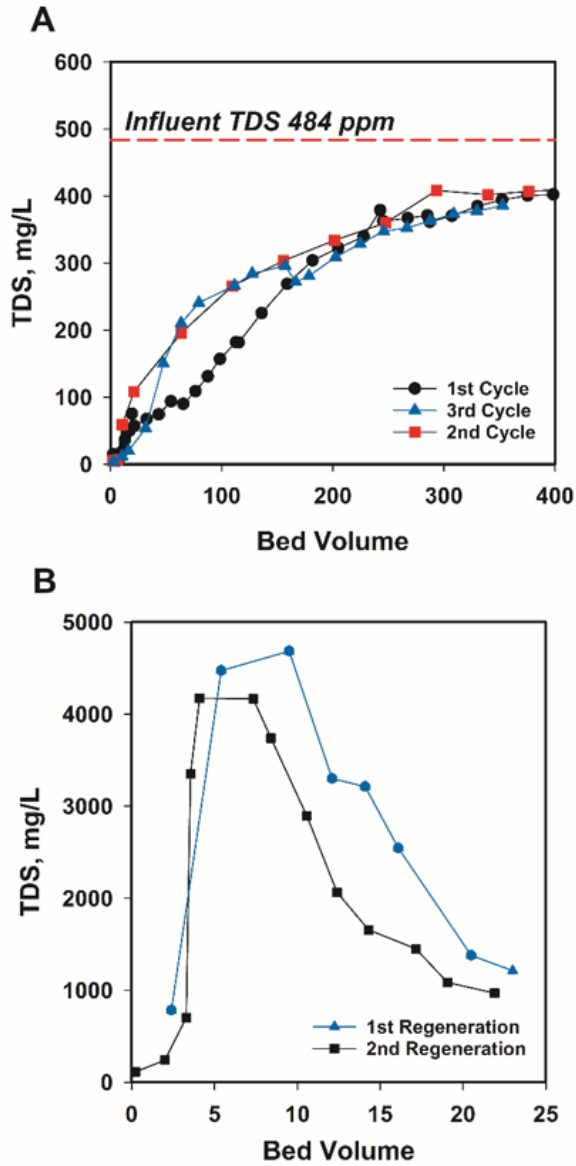 A
600
500
400
300
200
100
0
TDS, mg/L
Influent TDS 484 ppm
1st Cycle
3rd Cycle
2nd Cycle
0 100 200 300 400
Bed Volume
B
5000
4000
3000
2000
1000
0
TDS, mg/L
1st Regeneration
2nd Regeneration
0 5 10 15 20 25
Bed Volume